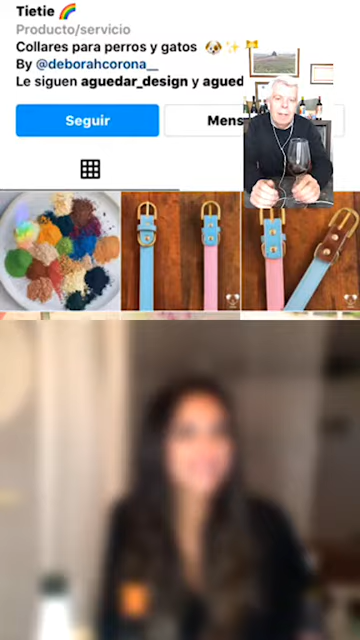 Tietie 🌈
Producto/servicio
Collares para perros y gatos 🐶✨
By @deborahcorona__
Le siguen aguedar_design y agued
Seguir
Mens